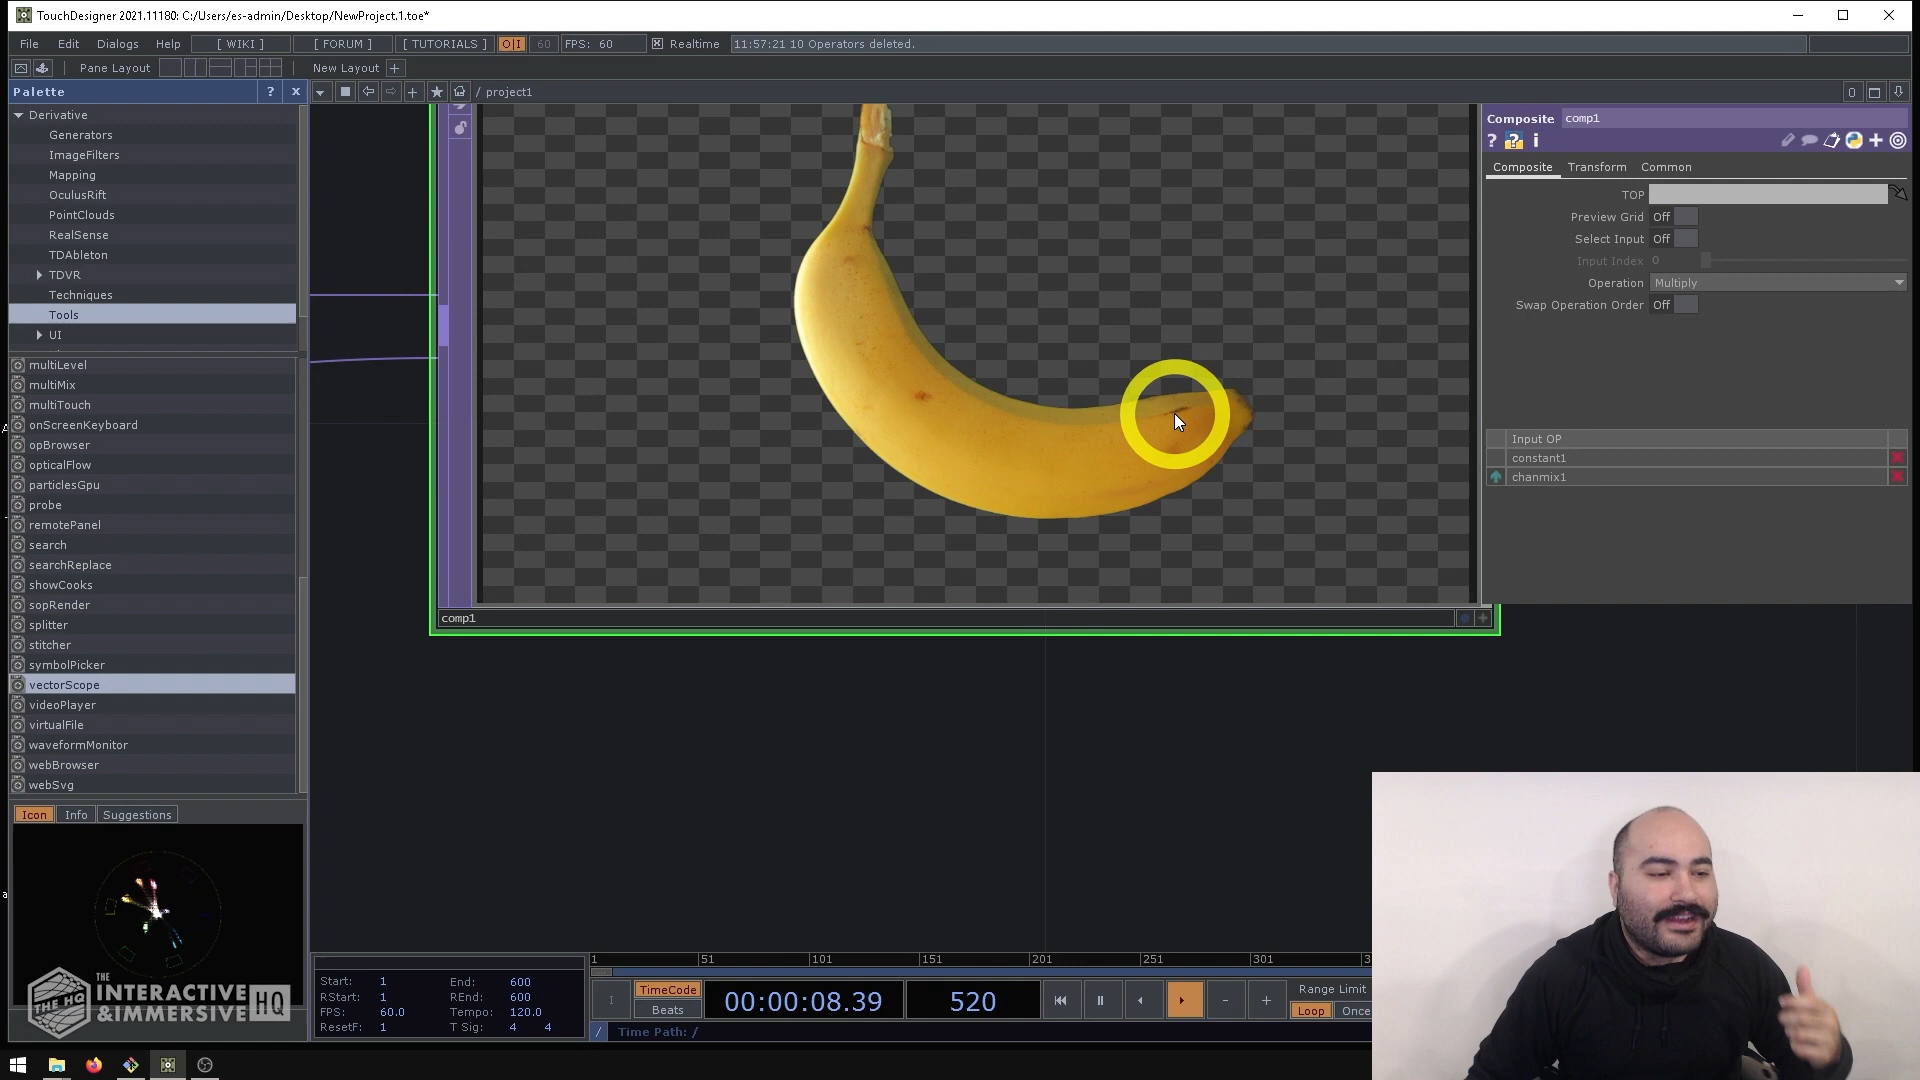 TouchDesigner 2021.11180: C:/Users/es-admin/Desktop/NewProject.1.toe*
File Edit Dialogs Help [ WIKI ] [ FORUM ] [ TUTORIALS ] O|I 60 FPS: 60 Realtime 11:57:21 10 Operators deleted.
Pane Layout New Layout +
Palette ? x / project1 0
Derivative
Generators
ImageFilters
Mapping
OculusRift
PointClouds
RealSense
TDAbleton
TDVR
Techniques
Tools
UI
multiLevel
multiMix
multiTouch
onScreenKeyboard
opBrowser
opticalFlow
particlesGpu
probe
remotePanel
search
searchReplace
showCooks
sopRender
splitter
stitcher
symbolPicker
vectorScope
videoPlayer
virtualFile
waveformMonitor
webBrowser
webSvg
Icon Info Suggestions
THE HQ
THE
INTERACTIVE
& IMMERSIVE HQ
comp1
Composite comp1
? ? i
Composite Transform Common
TOP
Preview Grid Off
Select Input Off
Input Index 0
Operation Multiply
Swap Operation Order Off
Input OP
constant1
chanmix1
Start: 1 End: 600
RStart: 1 REnd: 600
FPS: 60.0 Tempo: 120.0
ResetF: 1 T Sig: 4 4
1 51 101 151 201 251 301
TimeCode
Beats
00:00:08.39 520
- +
Range Limit
Loop Once
/ Time Path: /